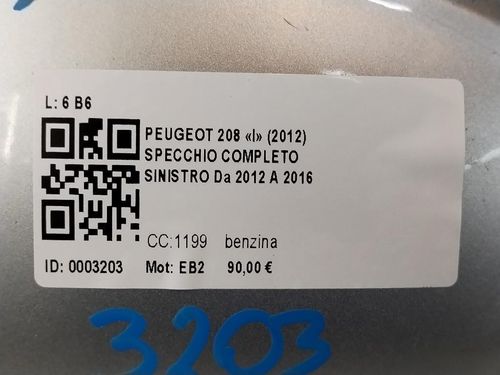 L: 6 B6
PEUGEOT 208 «I» (2012)
SPECCHIO COMPLETO
SINISTRO Da 2012 A 2016
CC:1199 benzina
ID: 0003203 Mot: EB2 90,00 €
3203